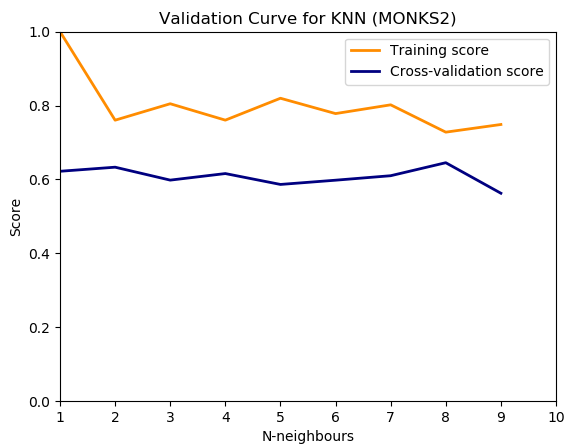 Validation Curve for KNN (MONKS2)
Training score
Cross-validation score
Score
1.0
0.8
0.6
0.4
0.2
0.0
1 2 3 4 5 6 7 8 9 10
N-neighbours